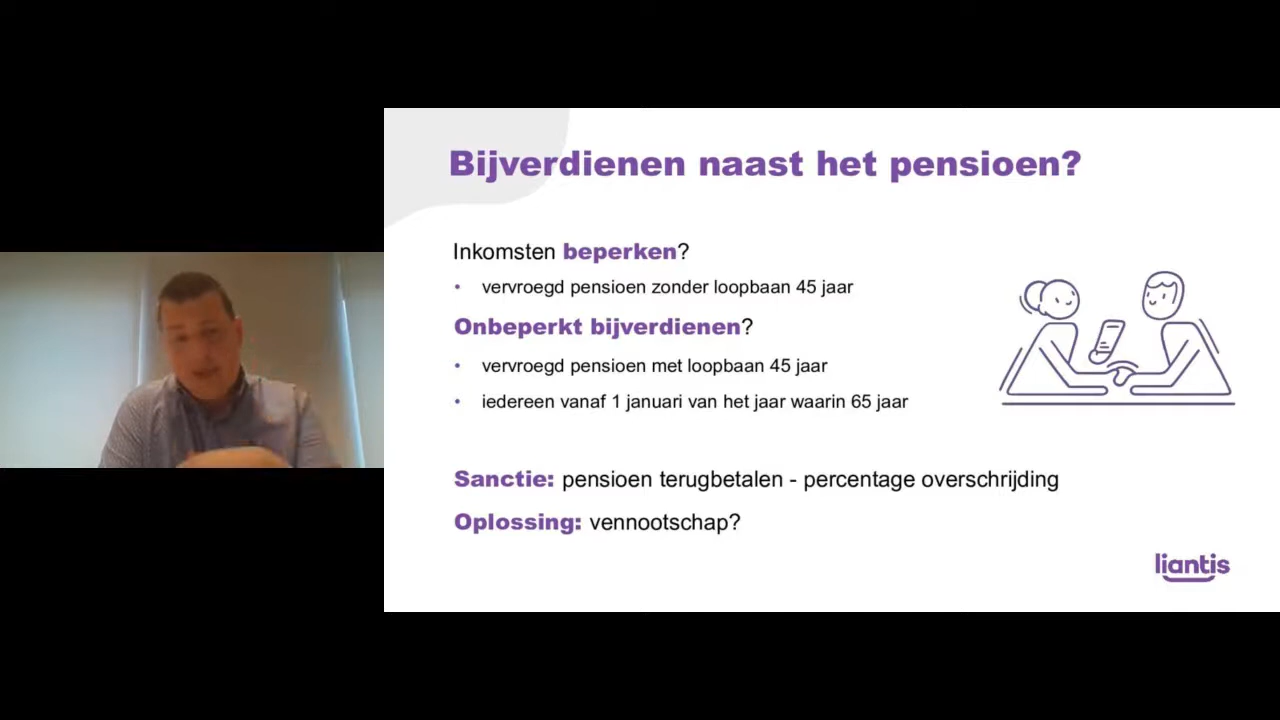 Bijverdienen naast het pensioen?
Inkomsten beperken?
• vervroegd pensioen zonder loopbaan 45 jaar
Onbeperkt bijverdienen?
• vervroegd pensioen met loopbaan 45 jaar
• iedereen vanaf 1 januari van het jaar waarin 65 jaar
Sanctie: pensioen terugbetalen - percentage overschrijding
Oplossing: vennootschap?
liantis